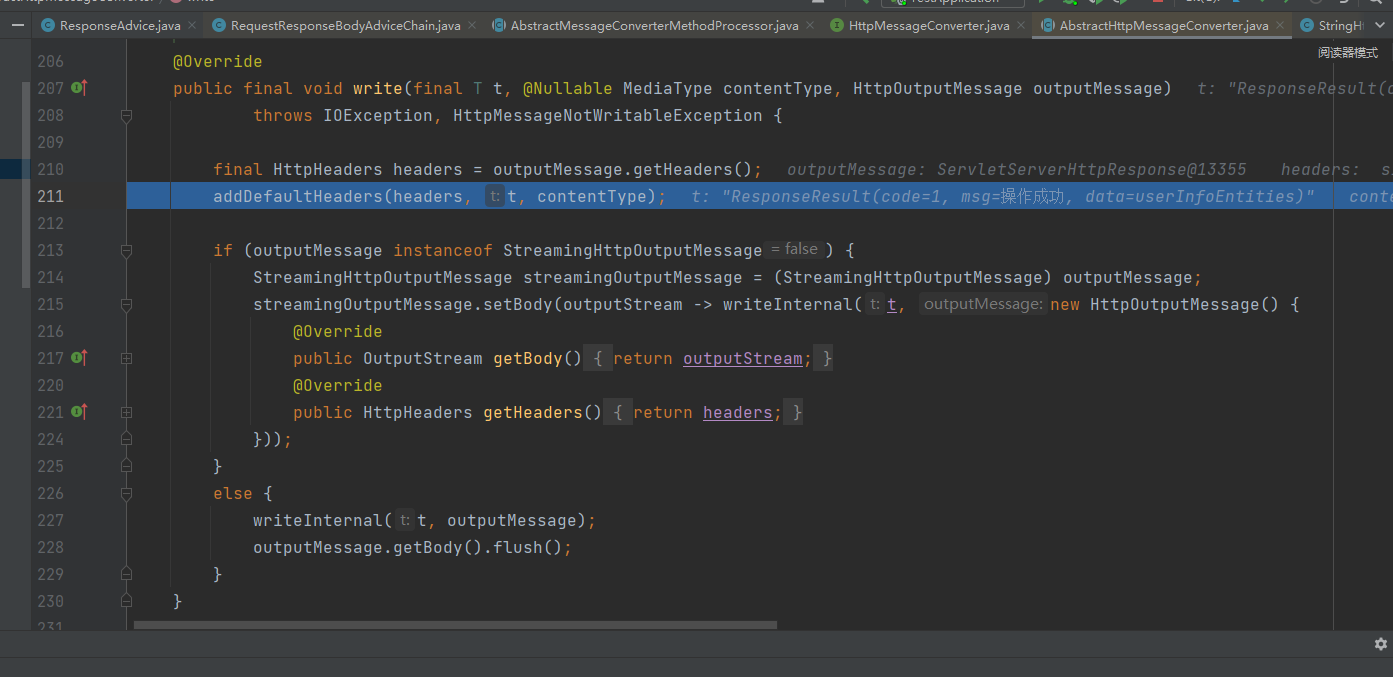 ResponseAdvice.java RequestResponseBodyAdviceChain.java AbstractMessageConverterMethodProcessor.java HttpMessageConverter.java AbstractHttpMessageConverter.java StringH
阅读器模式
206 @Override
207 public final void write(final T t, @Nullable MediaType contentType, HttpOutputMessage outputMessage) t: "ResponseResult(
208 throws IOException, HttpMessageNotWritableException {
209
210 final HttpHeaders headers = outputMessage.getHeaders(); outputMessage: ServletServerHttpResponse@13355 headers: s
211 addDefaultHeaders(headers, t: t, contentType); t: "ResponseResult(code=1, msg=操作成功, data=userInfoEntities)" conte
212
213 if (outputMessage instanceof StreamingHttpOutputMessage = false ) {
214 StreamingHttpOutputMessage streamingOutputMessage = (StreamingHttpOutputMessage) outputMessage;
215 streamingOutputMessage.setBody(outputStream -> writeInternal( t: t, outputMessage: new HttpOutputMessage() {
216 @Override
217 public OutputStream getBody() { return outputStream; }
220 @Override
221 public HttpHeaders getHeaders() { return headers; }
224 }));
225 }
226 else {
227 writeInternal( t: t, outputMessage);
228 outputMessage.getBody().flush();
229 }
230 }
231